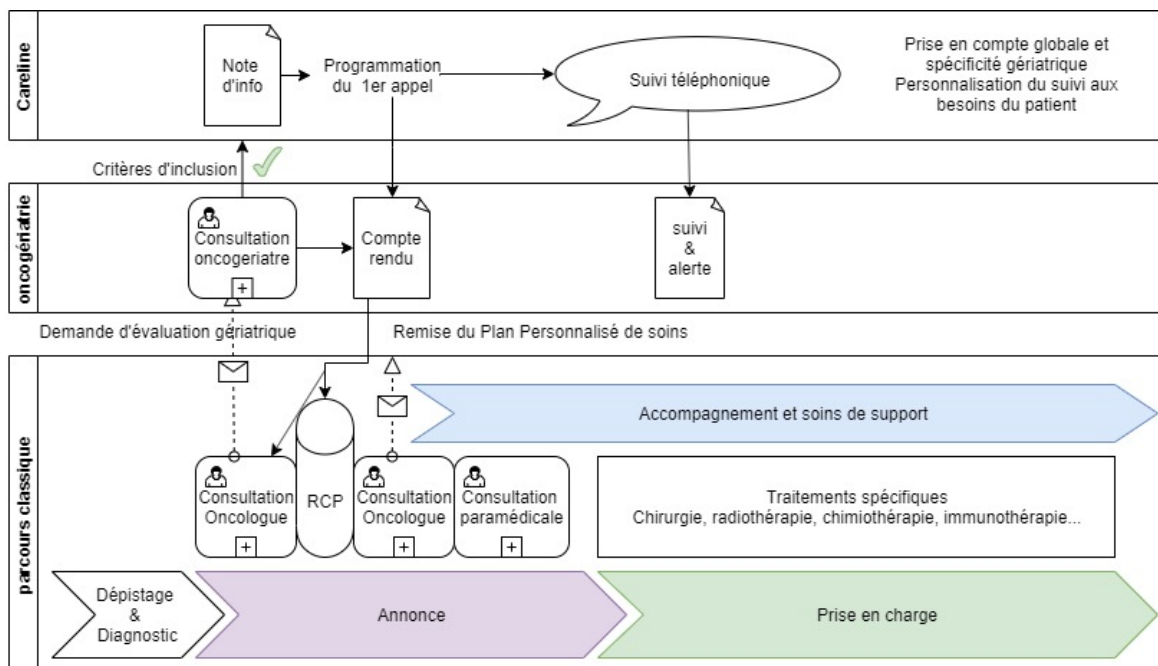 Careline
Note
d'info
Programmation
du 1er appel
Suivi téléphonique
Prise en compte globale et
spécificité gériatrique
Personnalisation du suivi aux
besoins du patient
Critères d'inclusion
oncogériatrie
Consultation
oncogeriatre
Compte
rendu
suivi
&
alerte
Demande d'évaluation gériatrique
Remise du Plan Personnalisé de soins
parcours classique
Accompagnement et soins de support
Consultation
Oncologue
RCP
Consultation
Oncologue
Consultation
paramédicale
Traitements spécifiques
Chirurgie, radiothérapie, chimiothérapie, immunothérapie...
Dépistage
&
Diagnostic
Annonce
Prise en charge